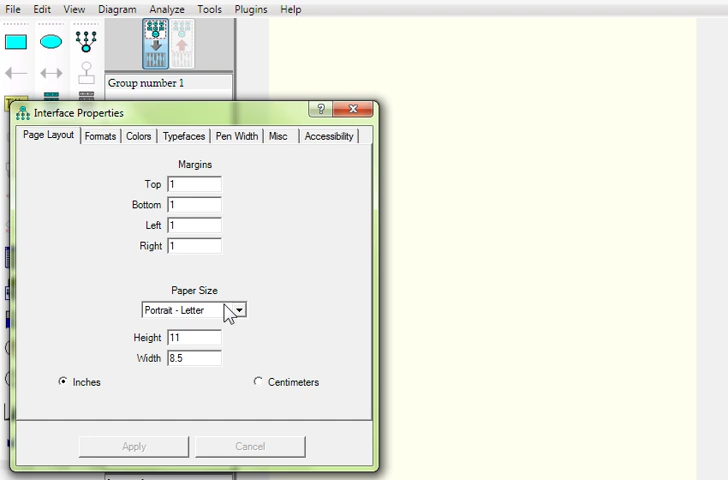 File Edit View Diagram Analyze Tools Plugins Help
Group number 1
Interface Properties
Page Layout Formats Colors Typefaces Pen Width Misc Accessibility
Margins
Top 1
Bottom 1
Left 1
Right 1
Paper Size
Portrait - Letter
Height 11
Width 8.5
Inches Centimeters
Apply Cancel